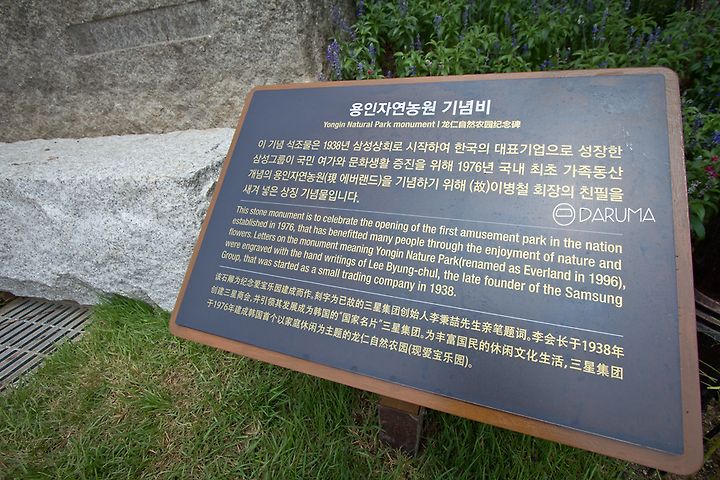 용인자연농원 기념비
Yongin Natural Park monument | 龙仁自然农园纪念碑
이 기념 석조물은 1938년 삼성상회로 시작하여 한국의 대표기업으로 성장한
삼성그룹이 국민 여가와 문화생활 증진을 위해 1976년 국내 최초 가족동산
개념의 용인자연농원(現 에버랜드)을 기념하기 위해 (故)이병철 회장의 친필을
새겨 넣은 상징 기념물입니다.
DARUMA
This stone monument is to celebrate the opening of the first amusement park in the nation
established in 1976, that has benefitted many people through the enjoyment of nature and
flowers. Letters on the monument meaning Yongin Nature Park(renamed as Everland in 1996),
were engraved with the hand writings of Lee Byung-chul, the late founder of the Samsung
Group, that was started as a small trading company in 1938.
该石雕为纪念爱宝乐园建成而作，刻字为已故的三星集团创始人李秉喆先生亲笔题词。李会长于1938年
创建三星商会，并引领其发展成为韩国的"国家名片"三星集团。为丰富国民的休闲文化生活，三星集团
于1976年建成韩国首个以家庭休闲为主题的龙仁自然农园(现爱宝乐园)。